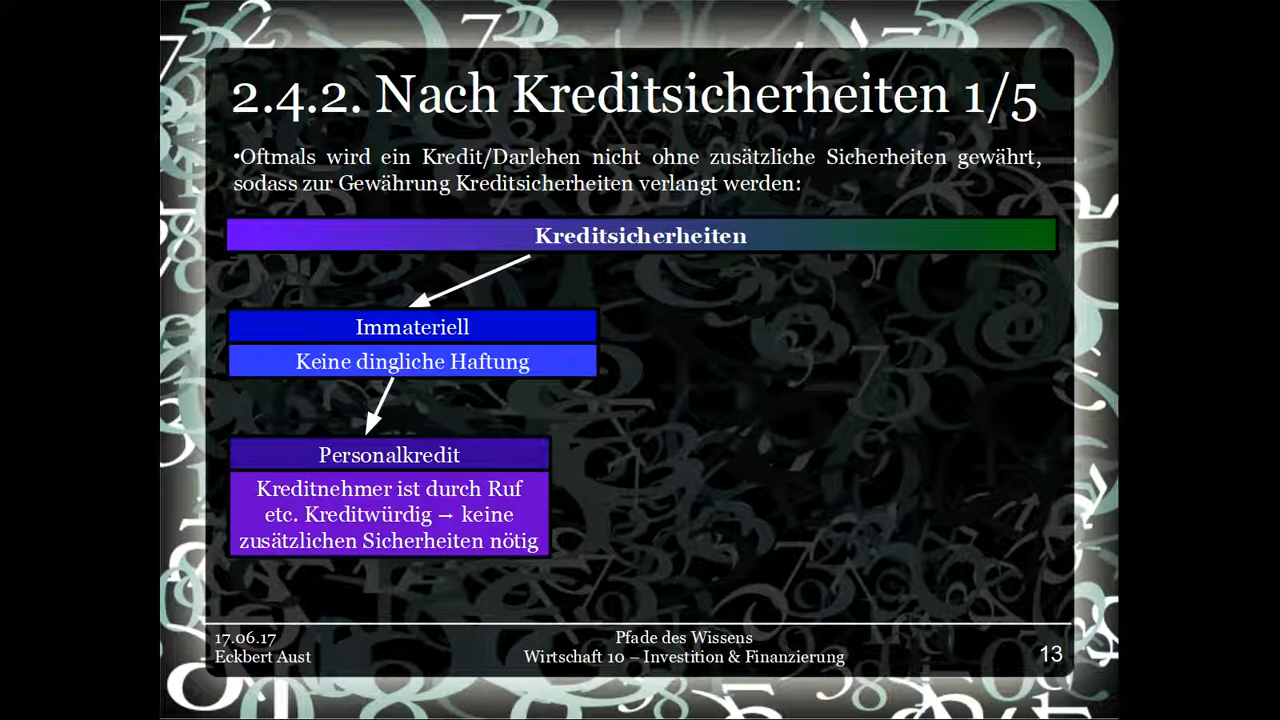 2.4.2. Nach Kreditsicherheiten 1/5
•Oftmals wird ein Kredit/Darlehen nicht ohne zusätzliche Sicherheiten gewährt,
sodass zur Gewährung Kreditsicherheiten verlangt werden:
Kreditsicherheiten
Immateriell
Keine dingliche Haftung
Personalkredit
Kreditnehmer ist durch Ruf
etc. Kreditwürdig → keine
zusätzlichen Sicherheiten nötig
17.06.17
Eckbert Aust
Pfade des Wissens
Wirtschaft 10 – Investition & Finanzierung
13